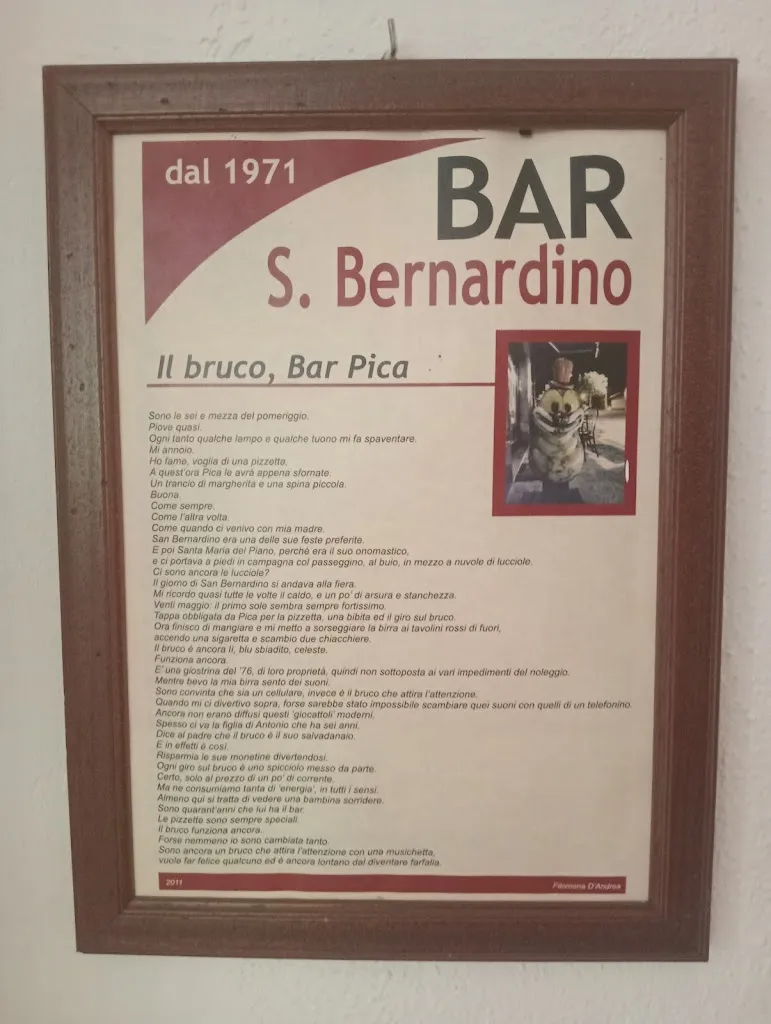 dal 1971
BAR
S. Bernardino
Il bruco, Bar Pica
Sono le sei e mezza del pomeriggio.
Piove quasi.
Ogni tanto qualche lampo e qualche tuono mi fa spaventare.
Mi annoio.
Ho fame, voglia di una pizzetta.
A quest'ora Pica le avrà appena sfornate.
Un trancio di margherita e una spina piccola.
Buona.
Come sempre.
Come l'altra volta.
Come quando ci venivo con mia madre.
San Bernardino era una delle sue feste preferite.
E poi Santa Maria del Piano, perché era il suo onomastico,
e ci portava a piedi in campagna col passeggino, al buio, in mezzo a nuvole di lucciole.
Ci sono ancora le lucciole?
Il giorno di San Bernardino si andava alla fiera.
Mi ricordo quasi tutte le volte il caldo, e un po' di arsura e stanchezza.
Venti maggio: il primo sole sembra sempre fortissimo.
Tappa obbligata da Pica per la pizzetta, una bibita ed il giro sul bruco.
Ora finisco di mangiare e mi metto a sorseggiare la birra ai tavolini rossi di fuori,
accendo una sigaretta e scambio due chiacchiere.
Il bruco è ancora lì, blu sbiadito, celeste.
Funziona ancora.
E' una giostrina del '76, di loro proprietà, quindi non sottoposta ai vari impedimenti del noleggio.
Mentre bevo la mia birra sento dei suoni.
Sono convinta che sia un cellulare, invece è il bruco che attira l'attenzione.
Quando mi ci divertivo sopra, forse sarebbe stato impossibile scambiare quei suoni con quelli di un telefonino.
Ancora non erano diffusi questi 'giocattoli' moderni.
Spesso ci va la figlia di Antonio che ha sei anni.
Dice al padre che il bruco è il suo salvadanaio.
E in effetti è così.
Risparmia le sue monetine divertendosi.
Ogni giro sul bruco è uno spicciolo messo da parte.
Certo, solo al prezzo di un po' di corrente.
Ma ne consumiamo tanta di 'energia', in tutti i sensi.
Almeno qui si tratta di vedere una bambina sorridere.
Sono quarant'anni che lui ha il bar.
Le pizzette sono sempre speciali.
Il bruco funziona ancora.
Forse nemmeno io sono cambiata tanto.
Sono ancora un bruco che attira l'attenzione con una musichetta,
vuole far felice qualcuno ed è ancora lontano dal diventare farfalla.
2011
Filomena D'Andrea